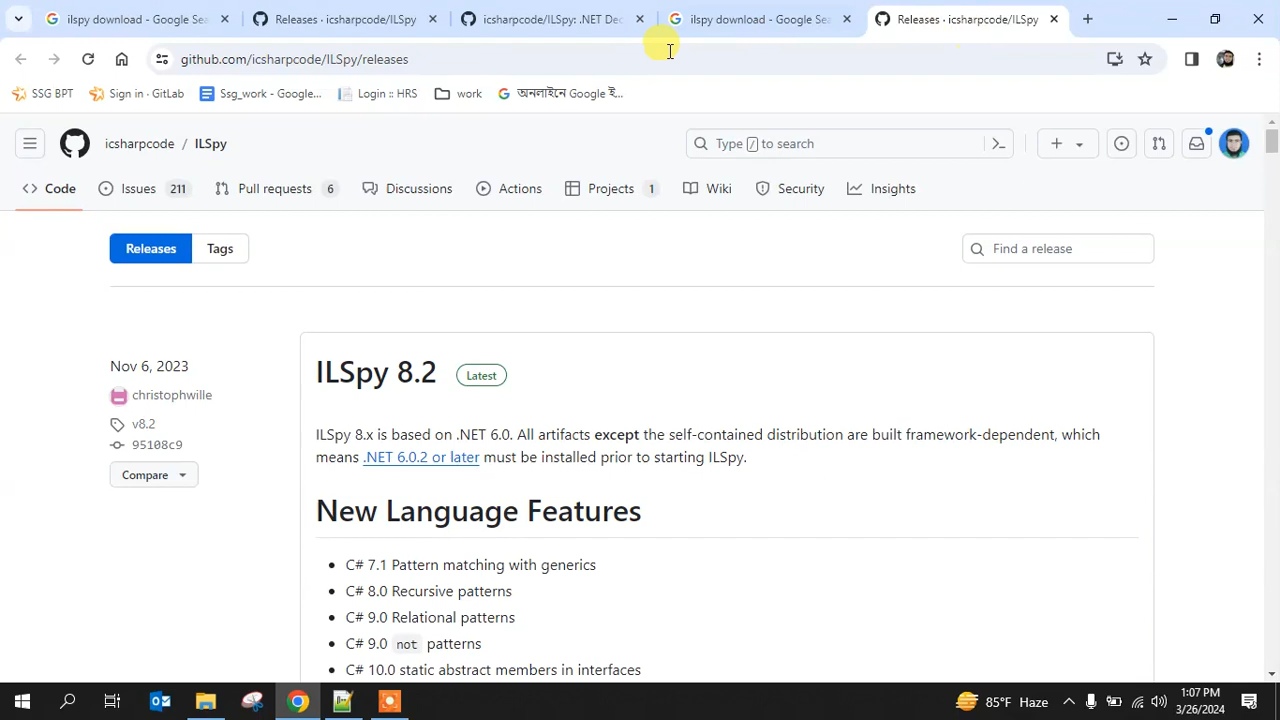 ilspy download - Google Sea
Releases · icsharpcode/ILSpy
icsharpcode/ILSpy: .NET Dec
ilspy download - Google Sea
Releases · icsharpcode/ILSpy
github.com/icsharpcode/ILSpy/releases
SSG BPT
Sign in · GitLab
Ssg_work - Google...
Login :: HRS
work
অনলাইনে Google ই...
icsharpcode / ILSpy
Type / to search
Code
Issues 211
Pull requests 6
Discussions
Actions
Projects 1
Wiki
Security
Insights
Releases
Tags
Find a release
Nov 6, 2023
christophwille
v8.2
95108c9
Compare
ILSpy 8.2 Latest
ILSpy 8.x is based on .NET 6.0. All artifacts except the self-contained distribution are built framework-dependent, which
means .NET 6.0.2 or later must be installed prior to starting ILSpy.
New Language Features
C# 7.1 Pattern matching with generics
C# 8.0 Recursive patterns
C# 9.0 Relational patterns
C# 9.0 not patterns
C# 10.0 static abstract members in interfaces
85°F Haze
1:07 PM
3/26/2024